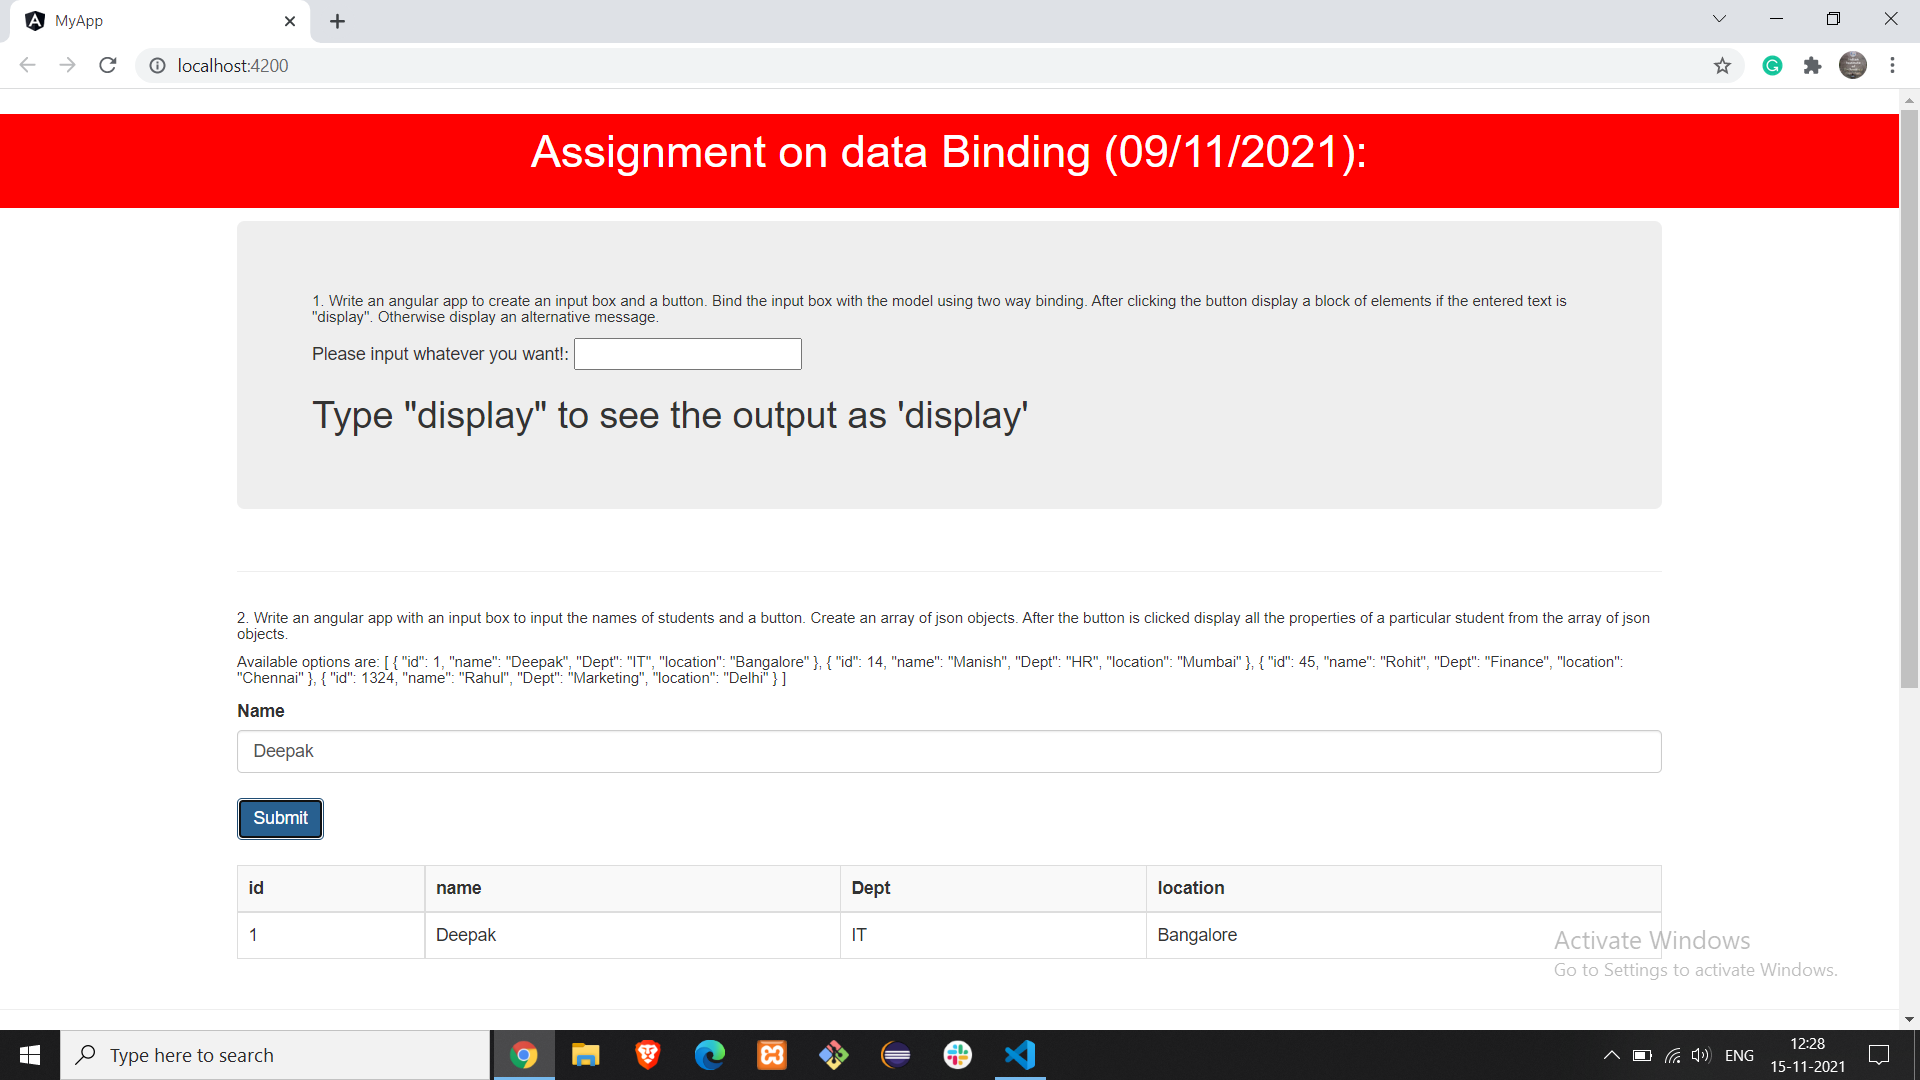 MyApp
localhost:4200
Assignment on data Binding (09/11/2021):
1. Write an angular app to create an input box and a button. Bind the input box with the model using two way binding. After clicking the button display a block of elements if the entered text is
"display". Otherwise display an alternative message.
Please input whatever you want!:
Type "display" to see the output as 'display'
2. Write an angular app with an input box to input the names of students and a button. Create an array of json objects. After the button is clicked display all the properties of a particular student from the array of json
objects.
Available options are: [ { "id": 1, "name": "Deepak", "Dept": "IT", "location": "Bangalore" }, { "id": 14, "name": "Manish", "Dept": "HR", "location": "Mumbai" }, { "id": 45, "name": "Rohit", "Dept": "Finance", "location":
"Chennai" }, { "id": 1324, "name": "Rahul", "Dept": "Marketing", "location": "Delhi" } ]
Name
Deepak
Submit
id name Dept location
1 Deepak IT Bangalore
Activate Windows
Go to Settings to activate Windows.
Type here to search
ENG
12:28
15-11-2021